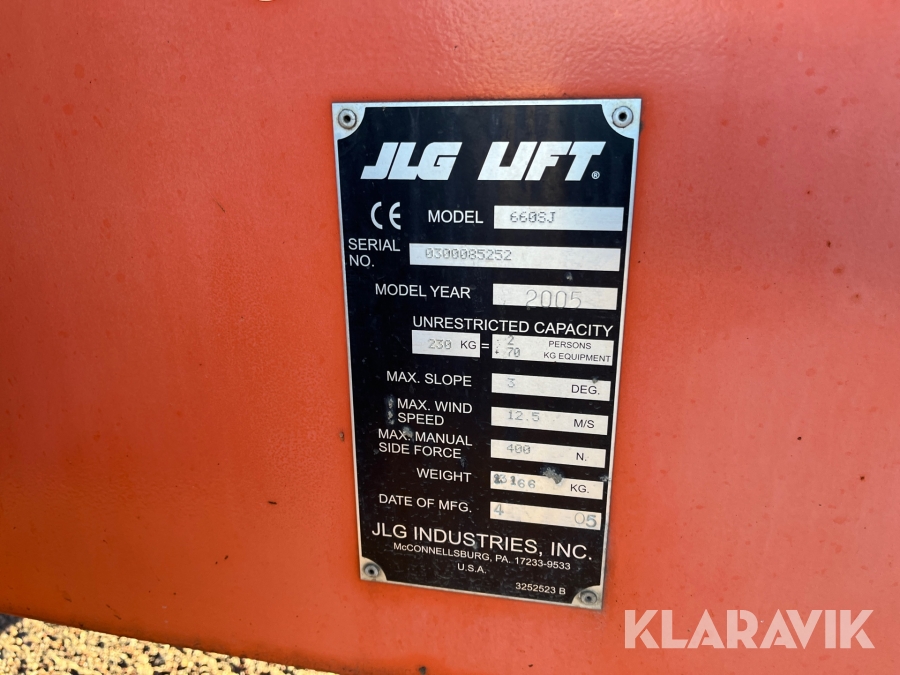 JLG LIFT®
CE MODEL 660SJ
SERIAL NO. 0300085252
MODEL YEAR 2005
UNRESTRICTED CAPACITY
230 KG = 2 PERSONS
+ 70 KG EQUIPMENT
MAX. SLOPE 3 DEG.
MAX. WIND SPEED 12.5 M/S
MAX. MANUAL SIDE FORCE 400 N.
WEIGHT KG.
DATE OF MFG. 4 05
JLG INDUSTRIES, INC.
McCONNELLSBURG, PA. 17233-9533
U.S.A.
3252523 B
KLARAVIK